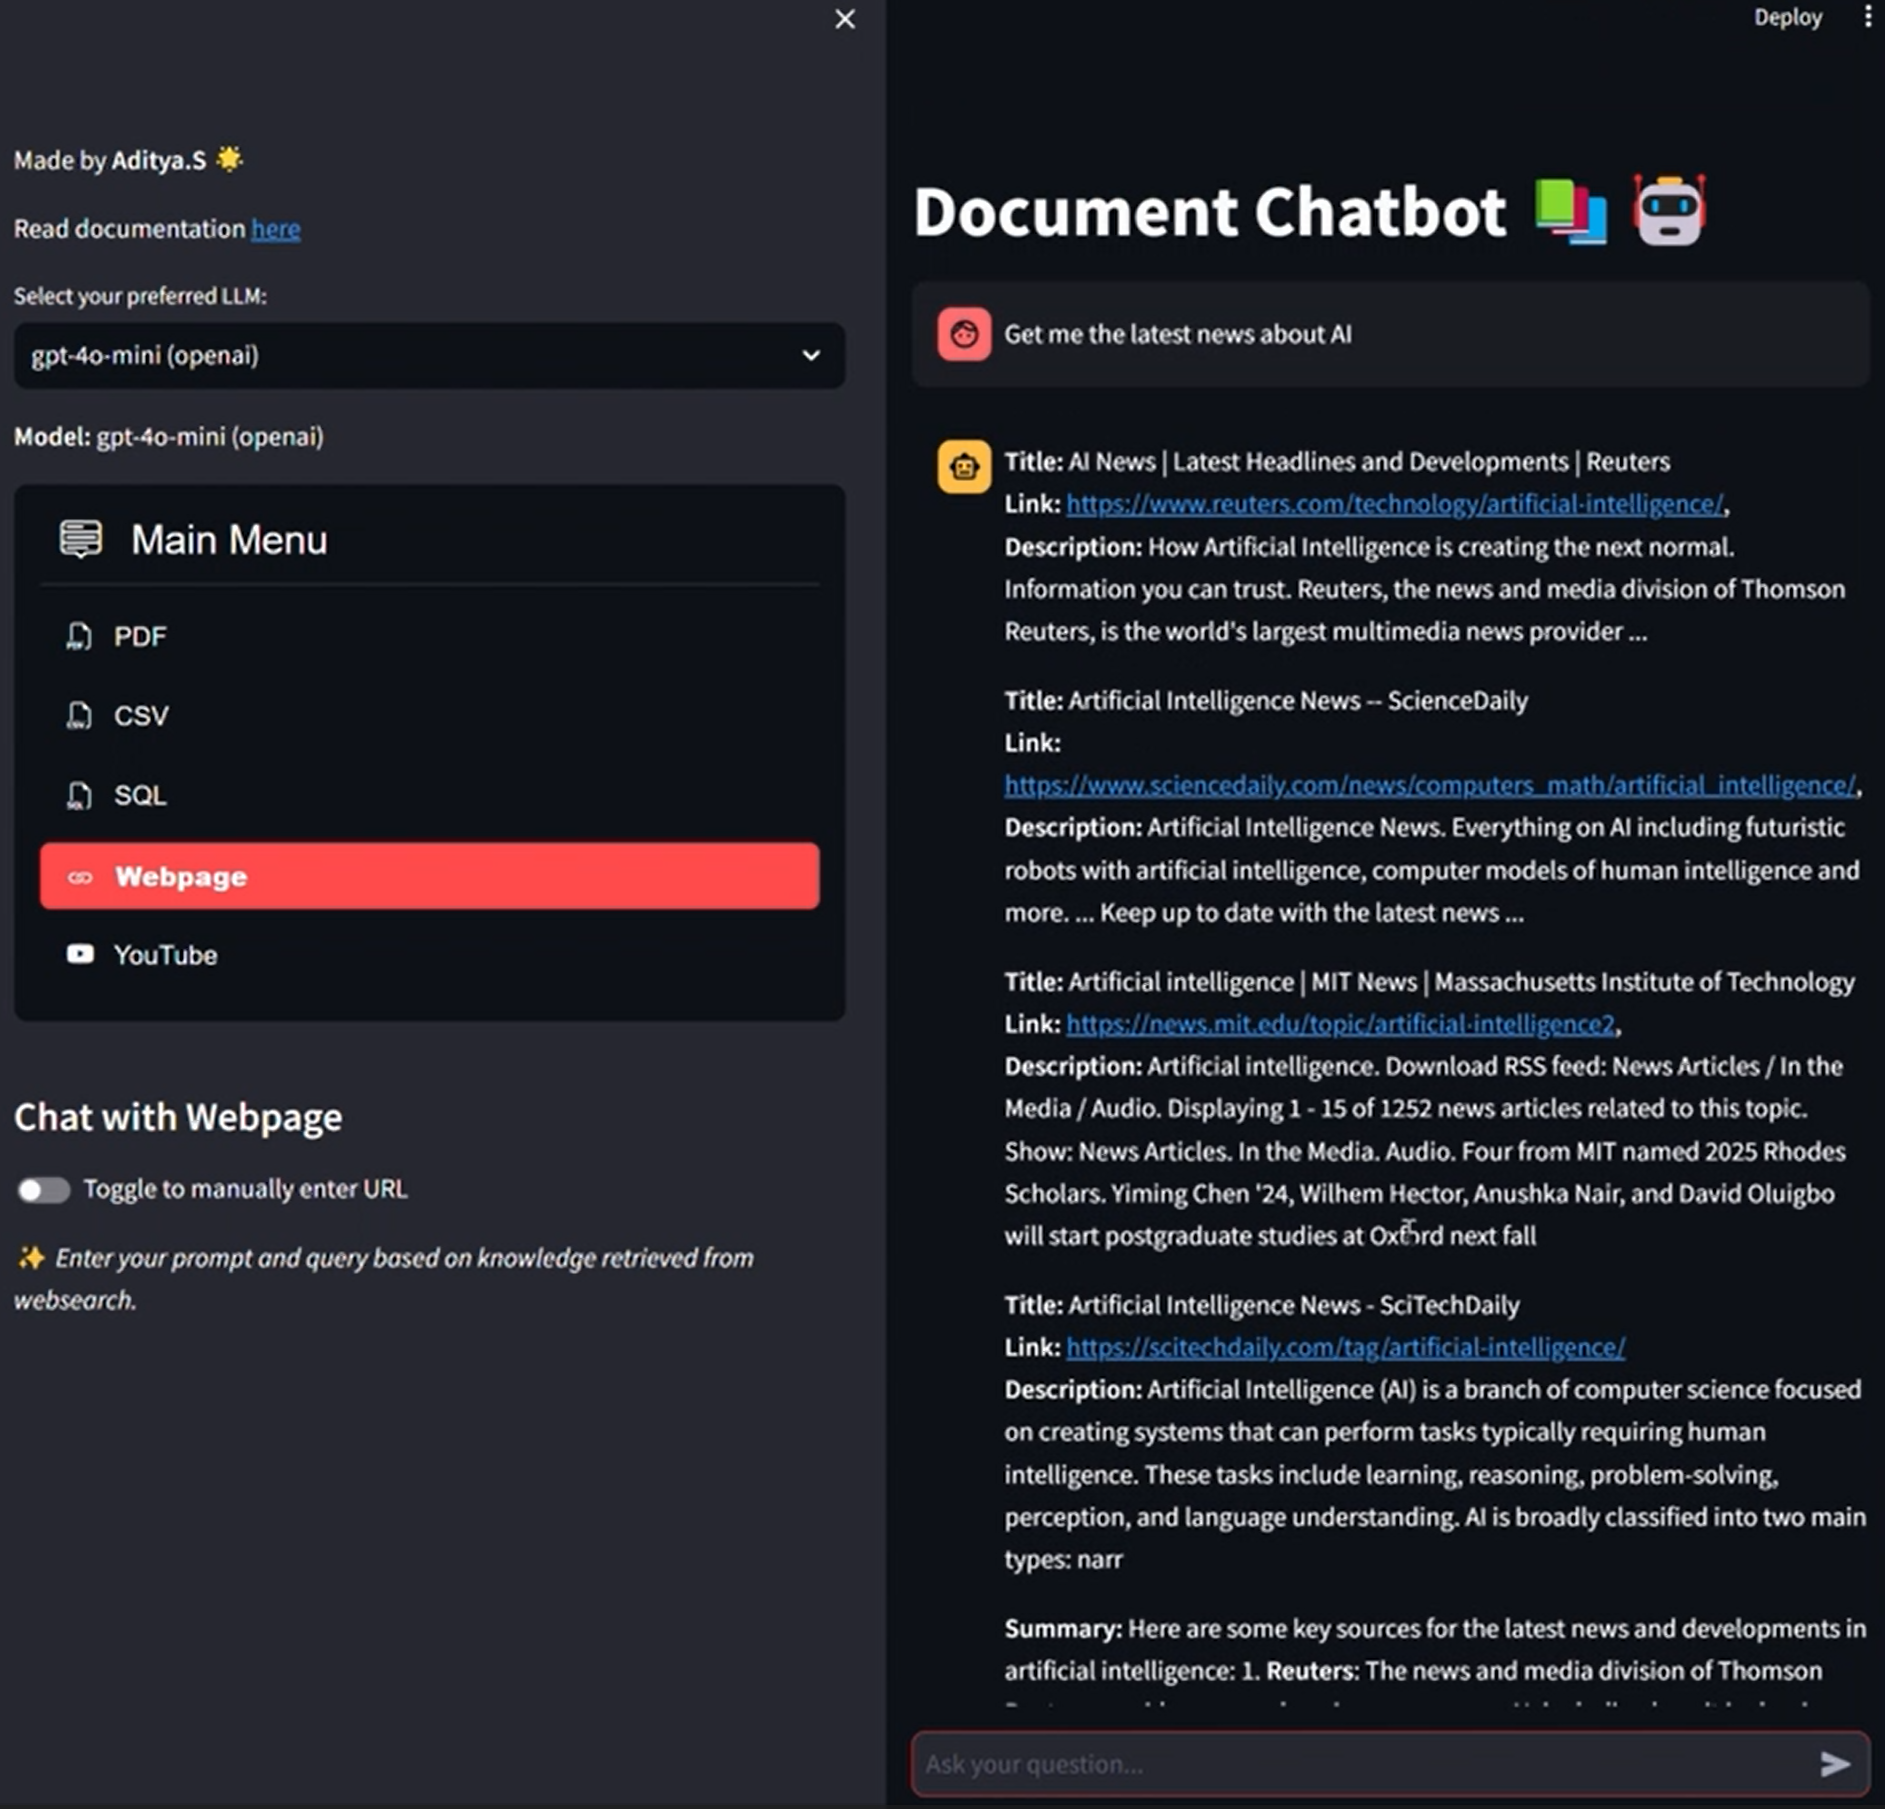 Deploy
Made by Aditya.S
Read documentation here
Select your preferred LLM:
gpt-4o-mini (openai)
Model: gpt-4o-mini (openai)
Main Menu
PDF
CSV
SQL
Webpage
YouTube
Chat with Webpage
Toggle to manually enter URL
✨ Enter your prompt and query based on knowledge retrieved from
websearch.
Document Chatbot
Get me the latest news about AI
Title: AI News | Latest Headlines and Developments | Reuters
Link: https://www.reuters.com/technology/artificial-intelligence/,
Description: How Artificial Intelligence is creating the next normal.
Information you can trust. Reuters, the news and media division of Thomson
Reuters, is the world's largest multimedia news provider ...
Title: Artificial Intelligence News -- ScienceDaily
Link:
https://www.sciencedaily.com/news/computers_math/artificial_intelligence/,
Description: Artificial Intelligence News. Everything on AI including futuristic
robots with artificial intelligence, computer models of human intelligence and
more. ... Keep up to date with the latest news ...
Title: Artificial intelligence | MIT News | Massachusetts Institute of Technology
Link: https://news.mit.edu/topic/artificial-intelligence2,
Description: Artificial intelligence. Download RSS feed: News Articles / In the
Media / Audio. Displaying 1 - 15 of 1252 news articles related to this topic.
Show: News Articles. In the Media. Audio. Four from MIT named 2025 Rhodes
Scholars. Yiming Chen '24, Wilhem Hector, Anushka Nair, and David Oluigbo
will start postgraduate studies at Oxford next fall
Title: Artificial Intelligence News - SciTechDaily
Link: https://scitechdaily.com/tag/artificial-intelligence/
Description: Artificial Intelligence (AI) is a branch of computer science focused
on creating systems that can perform tasks typically requiring human
intelligence. These tasks include learning, reasoning, problem-solving,
perception, and language understanding. AI is broadly classified into two main
types: narr
Summary: Here are some key sources for the latest news and developments in
artificial intelligence: 1. Reuters: The news and media division of Thomson
Ask your question...